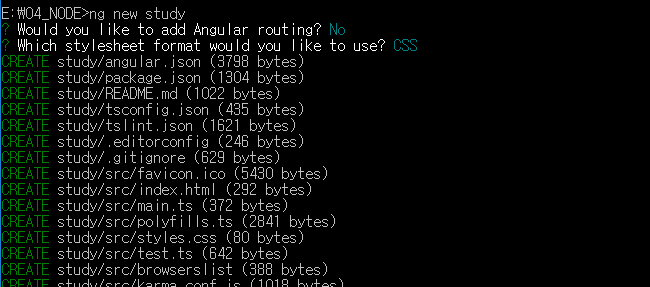 E:₩04_NODE>ng new study
? Would you like to add Angular routing? No
? Which stylesheet format would you like to use? CSS
CREATE study/angular.json (3798 bytes)
CREATE study/package.json (1304 bytes)
CREATE study/README.md (1022 bytes)
CREATE study/tsconfig.json (435 bytes)
CREATE study/tslint.json (1621 bytes)
CREATE study/.editorconfig (246 bytes)
CREATE study/.gitignore (629 bytes)
CREATE study/src/favicon.ico (5430 bytes)
CREATE study/src/index.html (292 bytes)
CREATE study/src/main.ts (372 bytes)
CREATE study/src/polyfills.ts (2841 bytes)
CREATE study/src/styles.css (80 bytes)
CREATE study/src/test.ts (642 bytes)
CREATE study/src/browserslist (388 bytes)
CREATE study/src/karma.conf.js (1018 bytes)